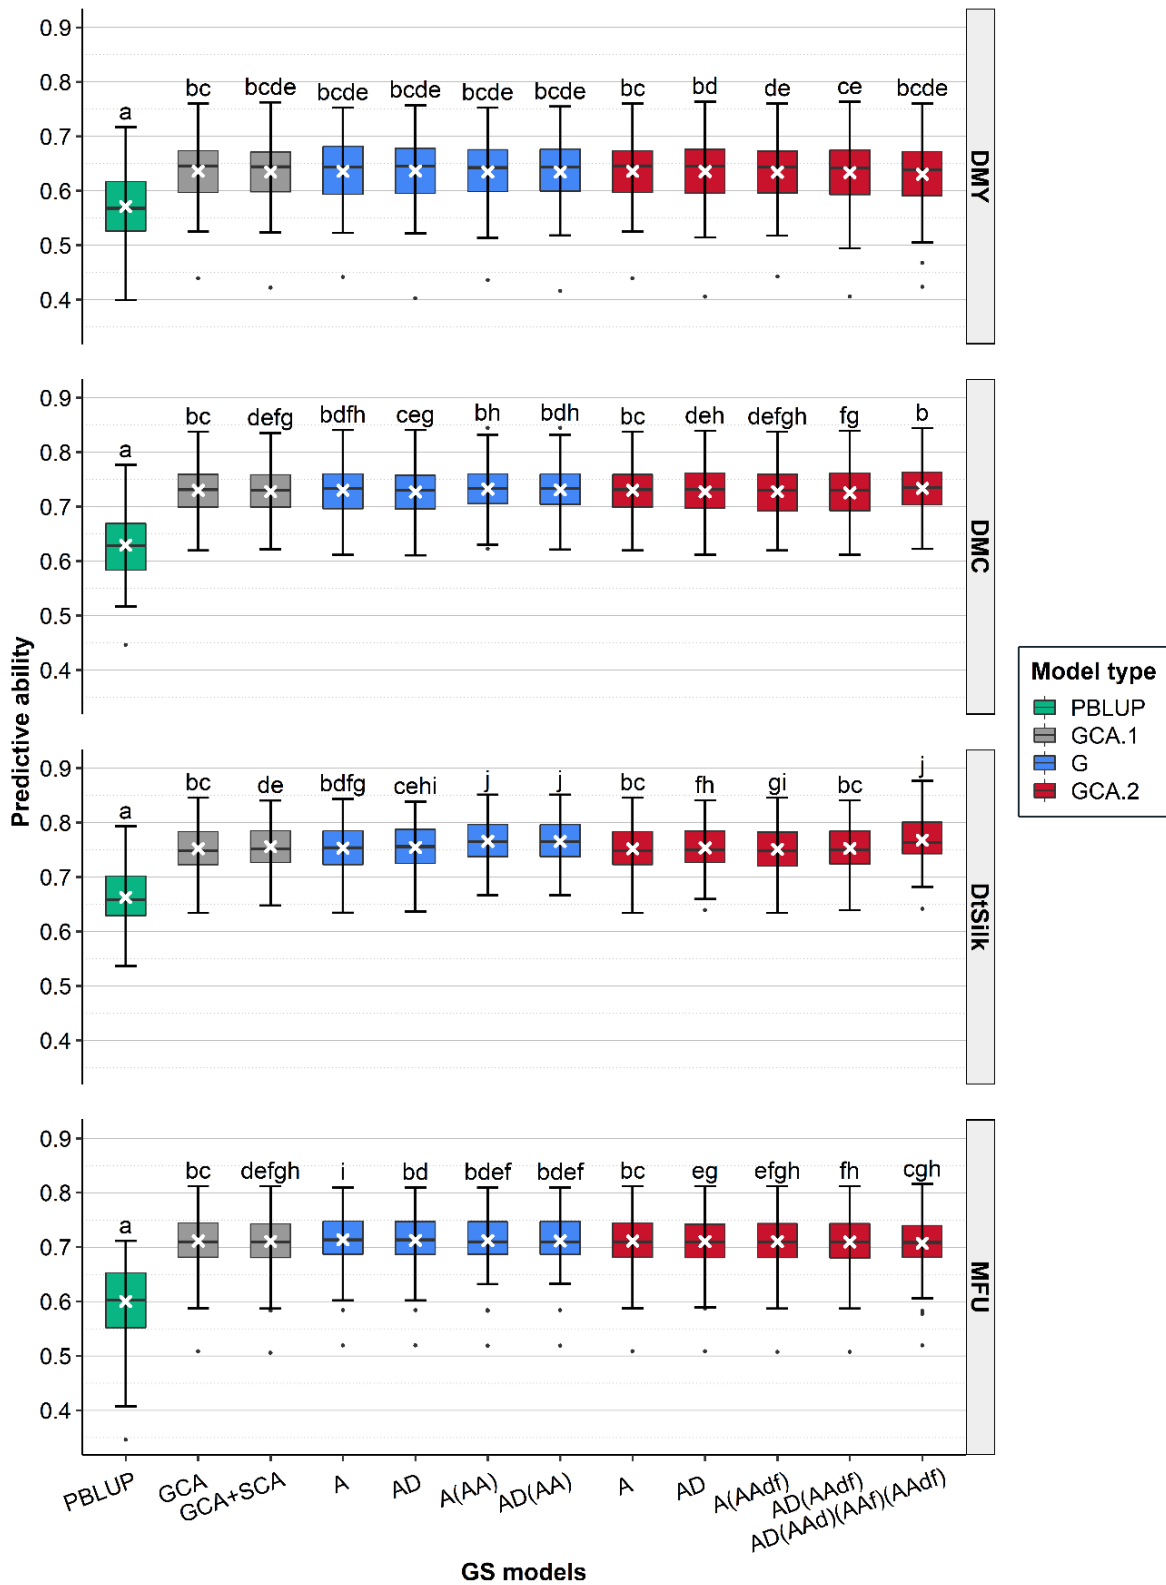 Predictive ability
0.9
0.8
0.7
0.6
0.5
0.4
a bc bcde bcde bcde bcde bcde bc bd de ce bcde
DMY
0.9
0.8
0.7
0.6
0.5
0.4
a bc defg bdfh ceg bh bdh bc deh defgh fg b
DMC
0.9
0.8
0.7
0.6
0.5
0.4
a bc de bdfg cehi j j bc fh gi bc j
DtSilk
0.9
0.8
0.7
0.6
0.5
0.4
a bc defgh i bd bdef bdef bc eg efgh fh cgh
MFU
PBLUP GCA GCA+SCA A AD A(AA) AD(AA) A AD A(AAdf) AD(AAdf) AD(AAd)(AAf)(AAdf)
GS models
Model type
PBLUP
GCA.1
G
GCA.2